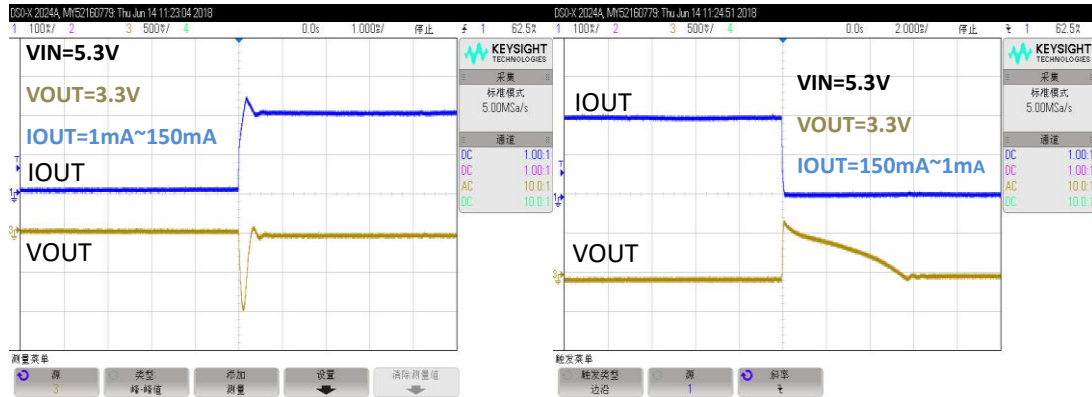 DSO-X 2024A, MY52160779: Thu Jun 14 11:23:04 2018
1 100%/ 2 3 500%/ 4 0.0s 1.000%/ 停止 1 62.5%
VIN=5.3V
VOUT=3.3V
IOUT=1mA~150mA
IOUT
VOUT
KEYSIGHT
TECHNOLOGIES
采集
标准模式
5.00MSa/s
通道
DC 1.00:1
DC 1.00:1
AC 10.0:1
DC 10.0:1
测量菜单
源
3
类型
峰-峰值
添加
测量
设置
清除测量值
DSO-X 2024A, MY52160779: Thu Jun 14 11:24:51 2018
1 100%/ 2 3 500%/ 4 0.0s 2.000%/ 停止 1 62.5%
VIN=5.3V
IOUT
VOUT=3.3V
IOUT=150mA~1mA
VOUT
KEYSIGHT
TECHNOLOGIES
采集
标准模式
5.00MSa/s
通道
DC 1.00:1
DC 1.00:1
AC 10.0:1
DC 10.0:1
触发菜单
触发类型
边沿
源
1
斜率